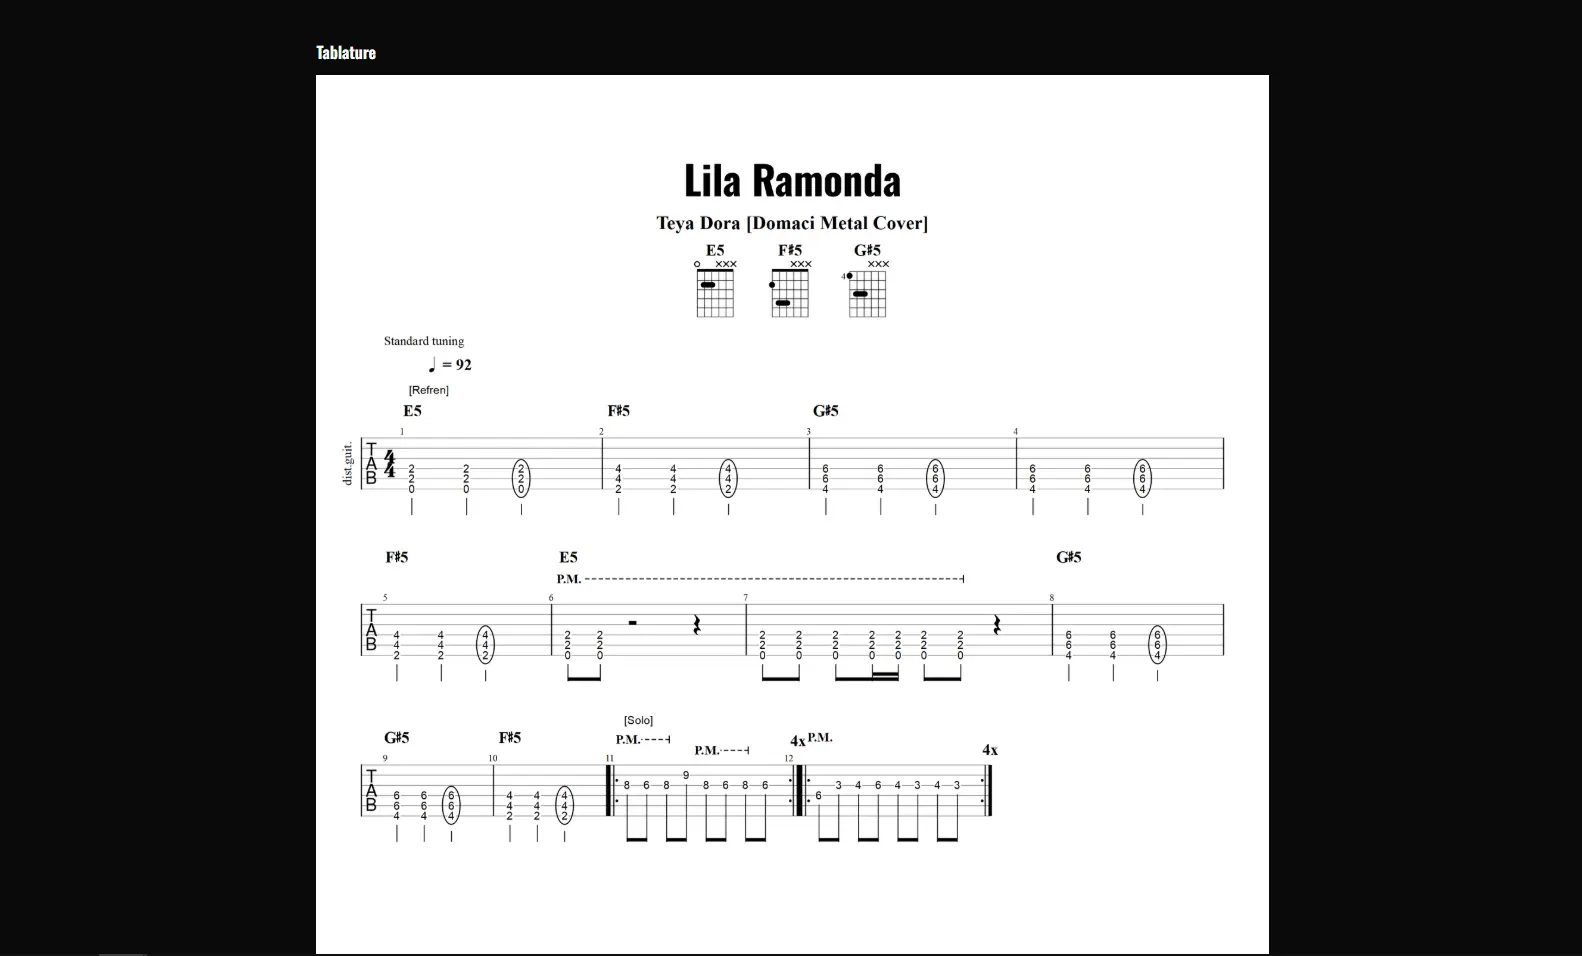 Tablature
Lila Ramonda
Teya Dora [Domaci Metal Cover]
E5 F♯5 G♯5
o xxx xxx 4 xxx
Standard tuning
♩ = 92
[Refren]
E5 F♯5 G♯5
1 2 3 4
dist.guit.
TAB
4/4
2 2 2 4 4 4 6 6 6 6 6 6
2 2 2 4 4 4 6 6 6 6 6 6
0 0 0 2 2 2 4 4 4 4 4 4
F♯5 E5 G♯5
P.M.
5 6 7 8
TAB
4 4 4 2 2 2 2 2 2 2 2 2 6 6 6
4 4 4 2 2 2 2 2 2 2 2 2 6 6 6
2 2 2 0 0 0 0 0 0 0 0 0 4 4 4
[Solo]
G♯5 F♯5 P.M. P.M. 4x P.M. 4x
9 10 11 12
TAB
9
8 6 8 8 6 8 6 3 4 6 4 3 4 3
6 6 6 4 4 4 6
6 6 6 4 4 4
4 4 4 2 2 2